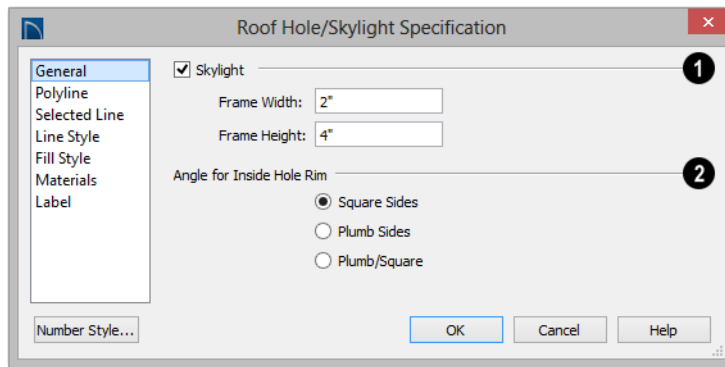 Roof Hole/Skylight Specification
General
Polyline
Selected Line
Line Style
Fill Style
Materials
Label
Skylight
1
Frame Width: 2"
Frame Height: 4"
Angle for Inside Hole Rim
2
Square Sides
Plumb Sides
Plumb/Square
Number Style...
OK
Cancel
Help